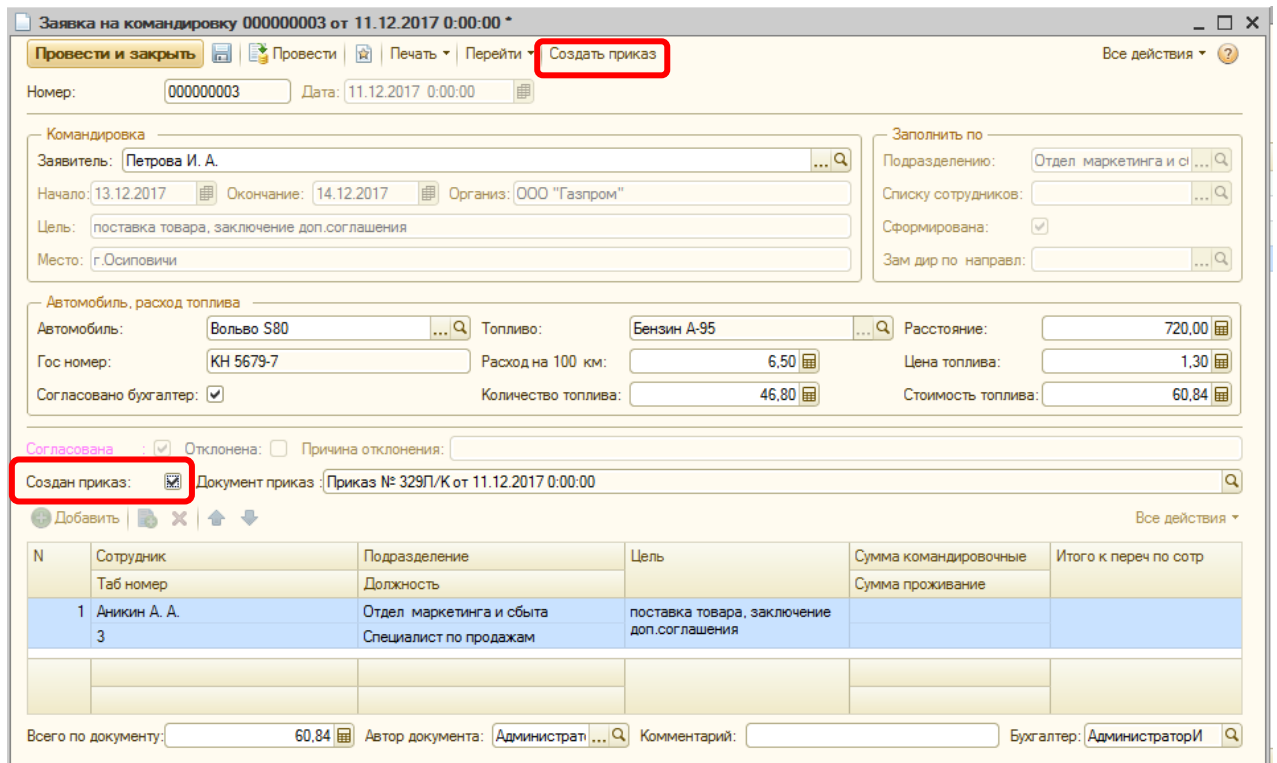 Заявка на командировку 000000003 от 11.12.2017 0:00:00 *
Провести и закрыть Провести Печать Перейти Создать приказ Все действия ?
Номер: 000000003 Дата: 11.12.2017 0:00:00
Командировка Заполнить по
Заявитель: Петрова И. А. ... Подразделению: Отдел маркетинга и сб ...
Начало: 13.12.2017 Окончание: 14.12.2017 Организ: ООО "Газпром" Списку сотрудников: ...
Цель: поставка товара, заключение доп.соглашения Сформирована:
Место: г.Осиповичи Зам дир по направл: ...
Автомобиль, расход топлива
Автомобиль: Вольво S80 ... Топливо: Бензин А-95 ... Расстояние: 720,00
Гос номер: КН 5679-7 Расход на 100 км: 6,50 Цена топлива: 1,30
Согласовано бухгалтер: Количество топлива: 46,80 Стоимость топлива: 60,84
Согласована : Отклонена: Причина отклонения:
Создан приказ: Документ приказ : Приказ № 329П/К от 11.12.2017 0:00:00
Добавить Все действия
N Сотрудник Подразделение Цель Сумма командировочные Итого к переч по сотр
Таб номер Должность Сумма проживание
1 Аникин А. А. Отдел маркетинга и сбыта поставка товара, заключение
3 Специалист по продажам доп.соглашения
Всего по документу: 60,84 Автор документа: Администрат ... Комментарий: Бухгалтер: АдминистраторИ